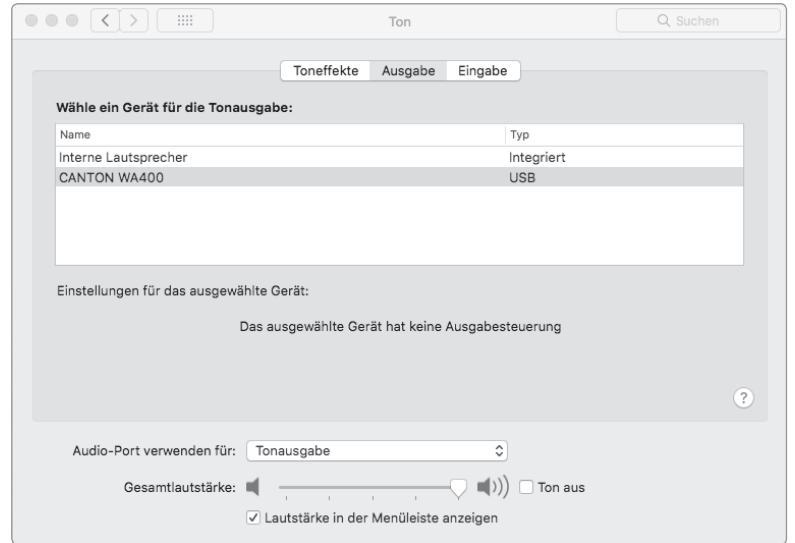 Ton
Suchen
Toneffekte Ausgabe Eingabe
Wähle ein Gerät für die Tonausgabe:
Name Typ
Interne Lautsprecher Integriert
CANTON WA400 USB
Einstellungen für das ausgewählte Gerät:
Das ausgewählte Gerät hat keine Ausgabesteuerung
?
Audio-Port verwenden für: Tonausgabe
Gesamtlautstärke: Ton aus
Lautstärke in der Menüleiste anzeigen